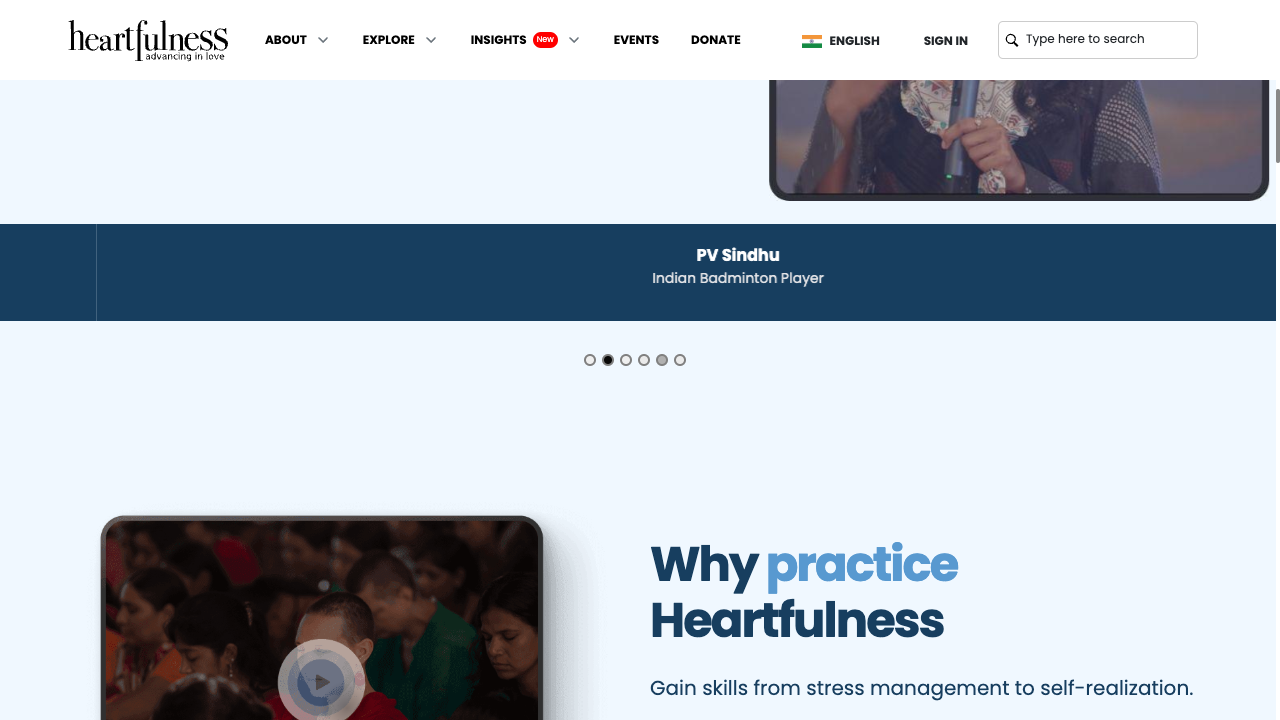 heartfulness
advancing in love
ABOUT
EXPLORE
INSIGHTS New
EVENTS
DONATE
ENGLISH
SIGN IN
Type here to search
PV Sindhu
Indian Badminton Player
Why practice
Heartfulness
Gain skills from stress management to self-realization.